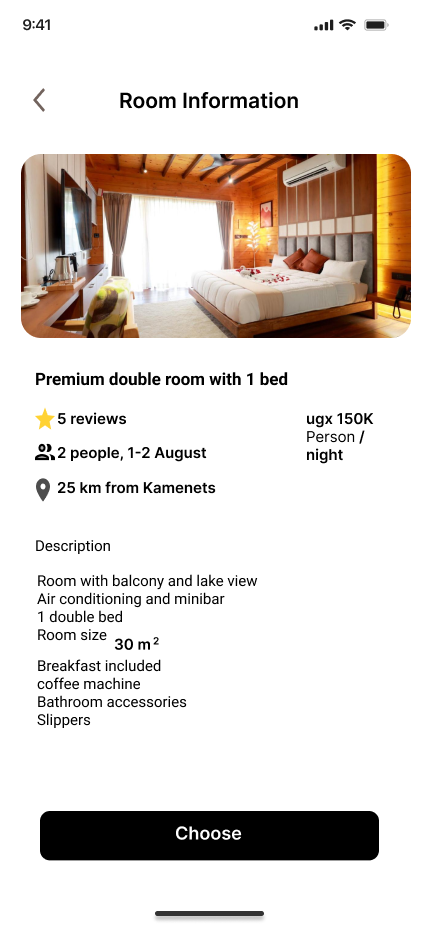 9:41
Room Information
Premium double room with 1 bed
5 reviews
ugx 150K
Person /
night
2 people, 1-2 August
25 km from Kamenets
Description
Room with balcony and lake view
Air conditioning and minibar
1 double bed
Room size 30 m²
Breakfast included
coffee machine
Bathroom accessories
Slippers
Choose